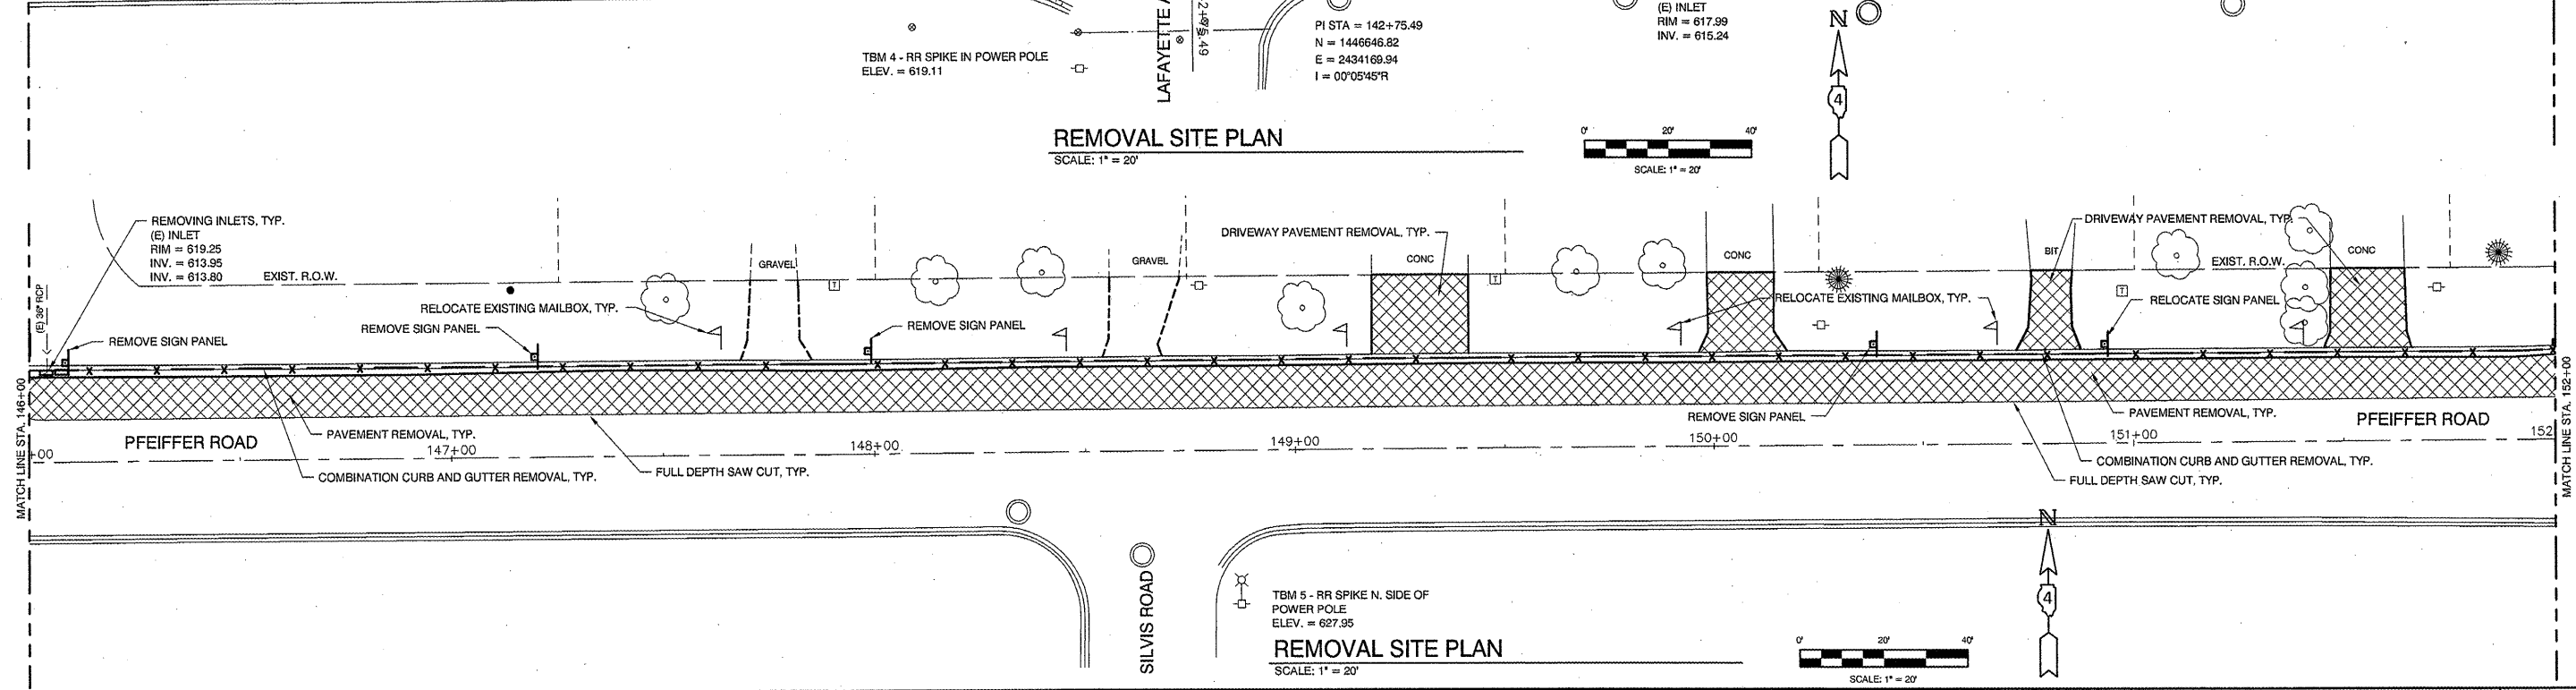 LAFAYETTE
2+75.49
TBM 4 - RR SPIKE IN POWER POLE
ELEV. = 619.11
PI STA = 142+75.49
N = 1446646.82
E = 2434169.94
I = 00°05'45"R
(E) INLET
RIM = 617.99
INV. = 615.24
N
4
REMOVAL SITE PLAN
SCALE: 1" = 20'
0' 20' 40'
SCALE: 1" = 20'
REMOVING INLETS, TYP.
(E) INLET
RIM = 619.25
INV. = 613.95
INV. = 613.80
EXIST. R.O.W.
(E) 36" RCP
REMOVE SIGN PANEL
REMOVE SIGN PANEL
RELOCATE EXISTING MAILBOX, TYP.
GRAVEL
T
REMOVE SIGN PANEL
GRAVEL
DRIVEWAY PAVEMENT REMOVAL, TYP.
CONC
T
CONC
RELOCATE EXISTING MAILBOX, TYP.
BIT
DRIVEWAY PAVEMENT REMOVAL, TYP.
CONC
EXIST. R.O.W.
T
RELOCATE SIGN PANEL
MATCH LINE STA. 146+00
MATCH LINE STA. 152+00
PFEIFFER ROAD
PAVEMENT REMOVAL, TYP.
REMOVE SIGN PANEL
PAVEMENT REMOVAL, TYP.
PFEIFFER ROAD
+00
147+00
148+00
149+00
150+00
151+00
152
COMBINATION CURB AND GUTTER REMOVAL, TYP.
FULL DEPTH SAW CUT, TYP.
COMBINATION CURB AND GUTTER REMOVAL, TYP.
FULL DEPTH SAW CUT, TYP.
SILVIS ROAD
TBM 5 - RR SPIKE N. SIDE OF
POWER POLE
ELEV. = 627.95
N
4
REMOVAL SITE PLAN
SCALE: 1" = 20'
0' 20' 40'
SCALE: 1" = 20'